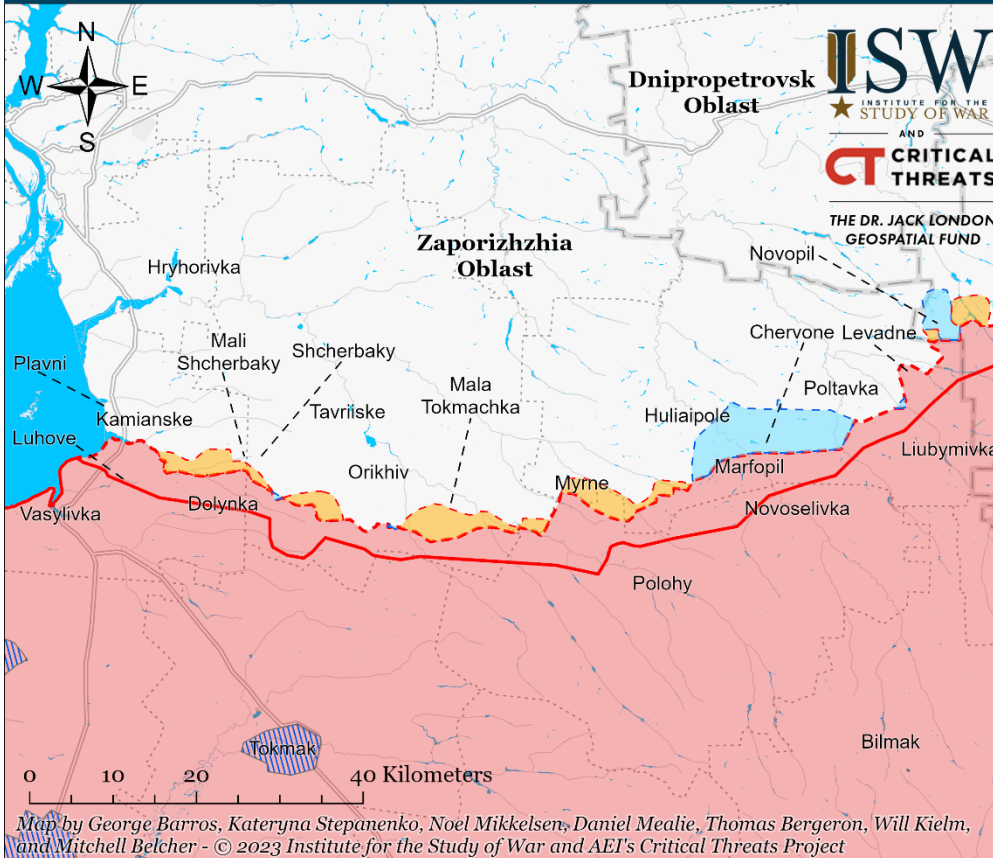 N
W
E
S
Dnipropetrovsk
Oblast
ISW
INSTITUTE FOR THE
STUDY OF WAR
AND
CT CRITICAL
THREATS
THE DR. JACK LONDON
GEOSPATIAL FUND
Zaporizhzhia
Oblast
Novopil
Hryhorivka
Chervone
Levadne
Mali
Shcherbaky
Shcherbaky
Plavni
Mala
Tokmachka
Poltavka
Kamianske
Tavriiske
Huliaipole
Luhove
Liubymivka
Orikhiv
Marfopil
Myrne
Vasylivka
Dolynka
Novoselivka
Polohy
Bilmak
Tokmak
0 10 20 40 Kilometers
Map by George Barros, Kateryna Stepanenko, Noel Mikkelsen, Daniel Mealie, Thomas Bergeron, Will Kielm,
and Mitchell Belcher - © 2023 Institute for the Study of War and AEI's Critical Threats Project